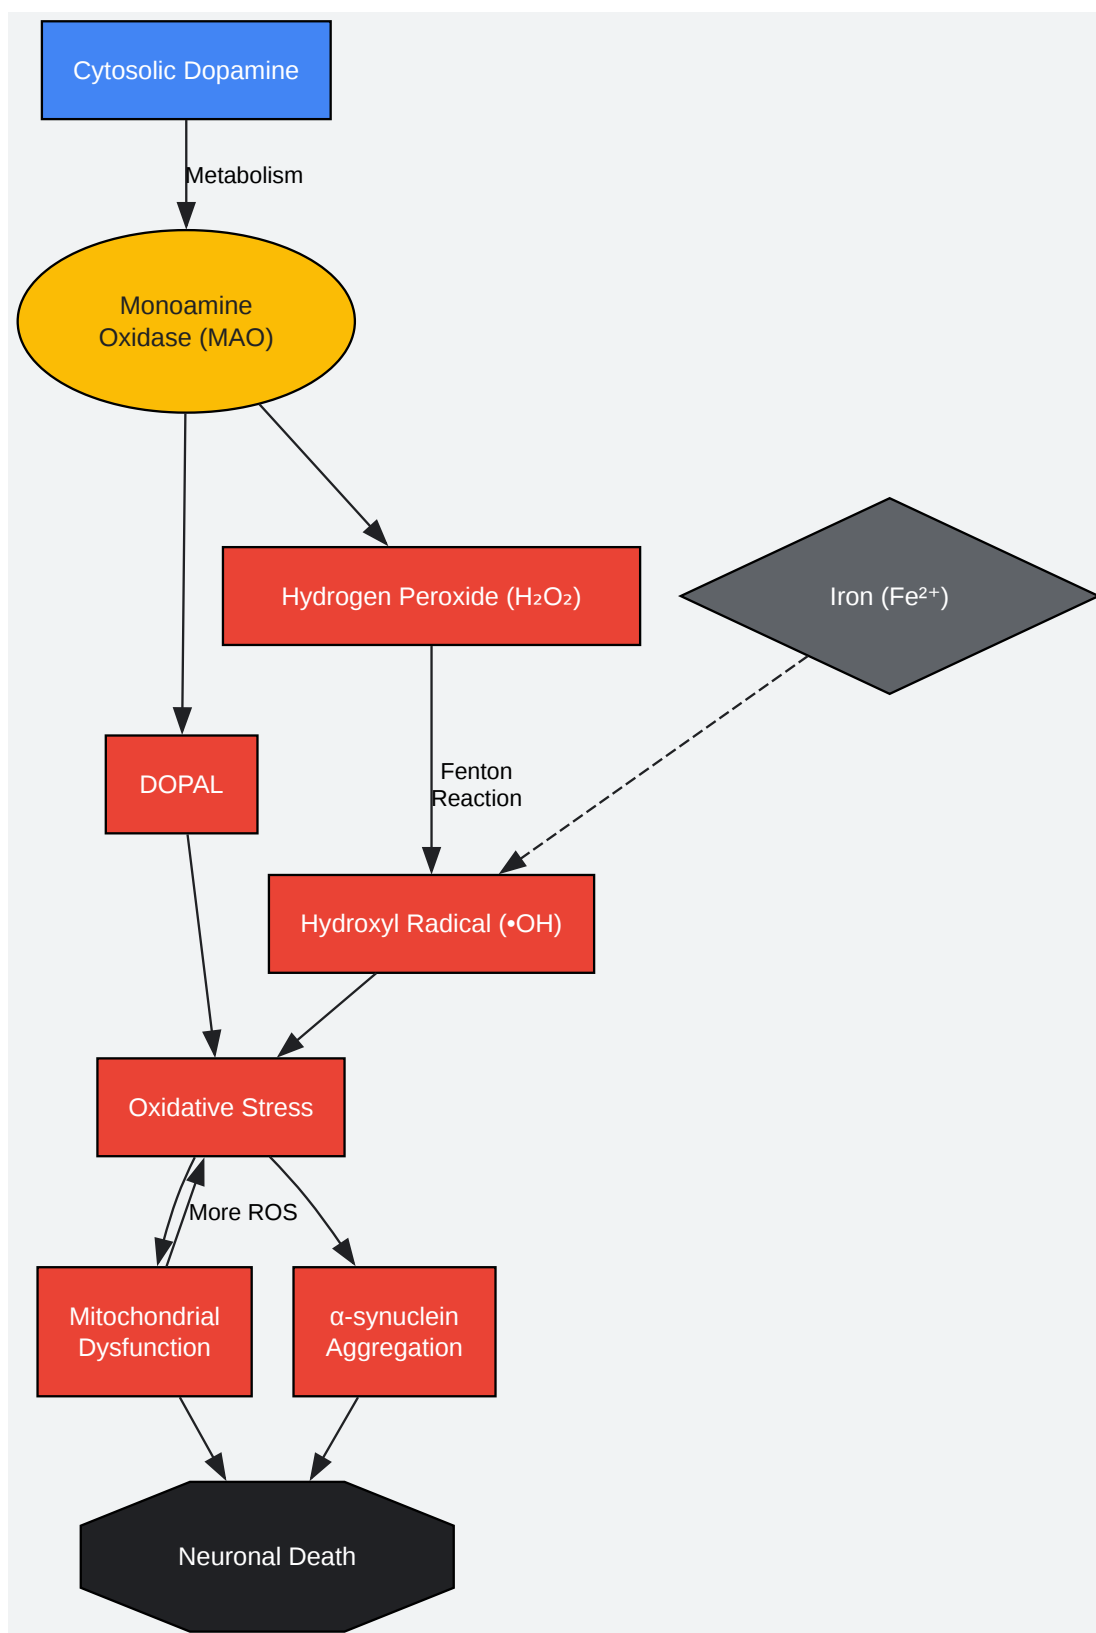 Cytosolic Dopamine
Metabolism
Monoamine
Oxidase (MAO)
Hydrogen Peroxide (H₂O₂)
Iron (Fe²⁺)
DOPAL
Fenton
Reaction
Hydroxyl Radical (•OH)
Oxidative Stress
More ROS
Mitochondrial
Dysfunction
α-synuclein
Aggregation
Neuronal Death